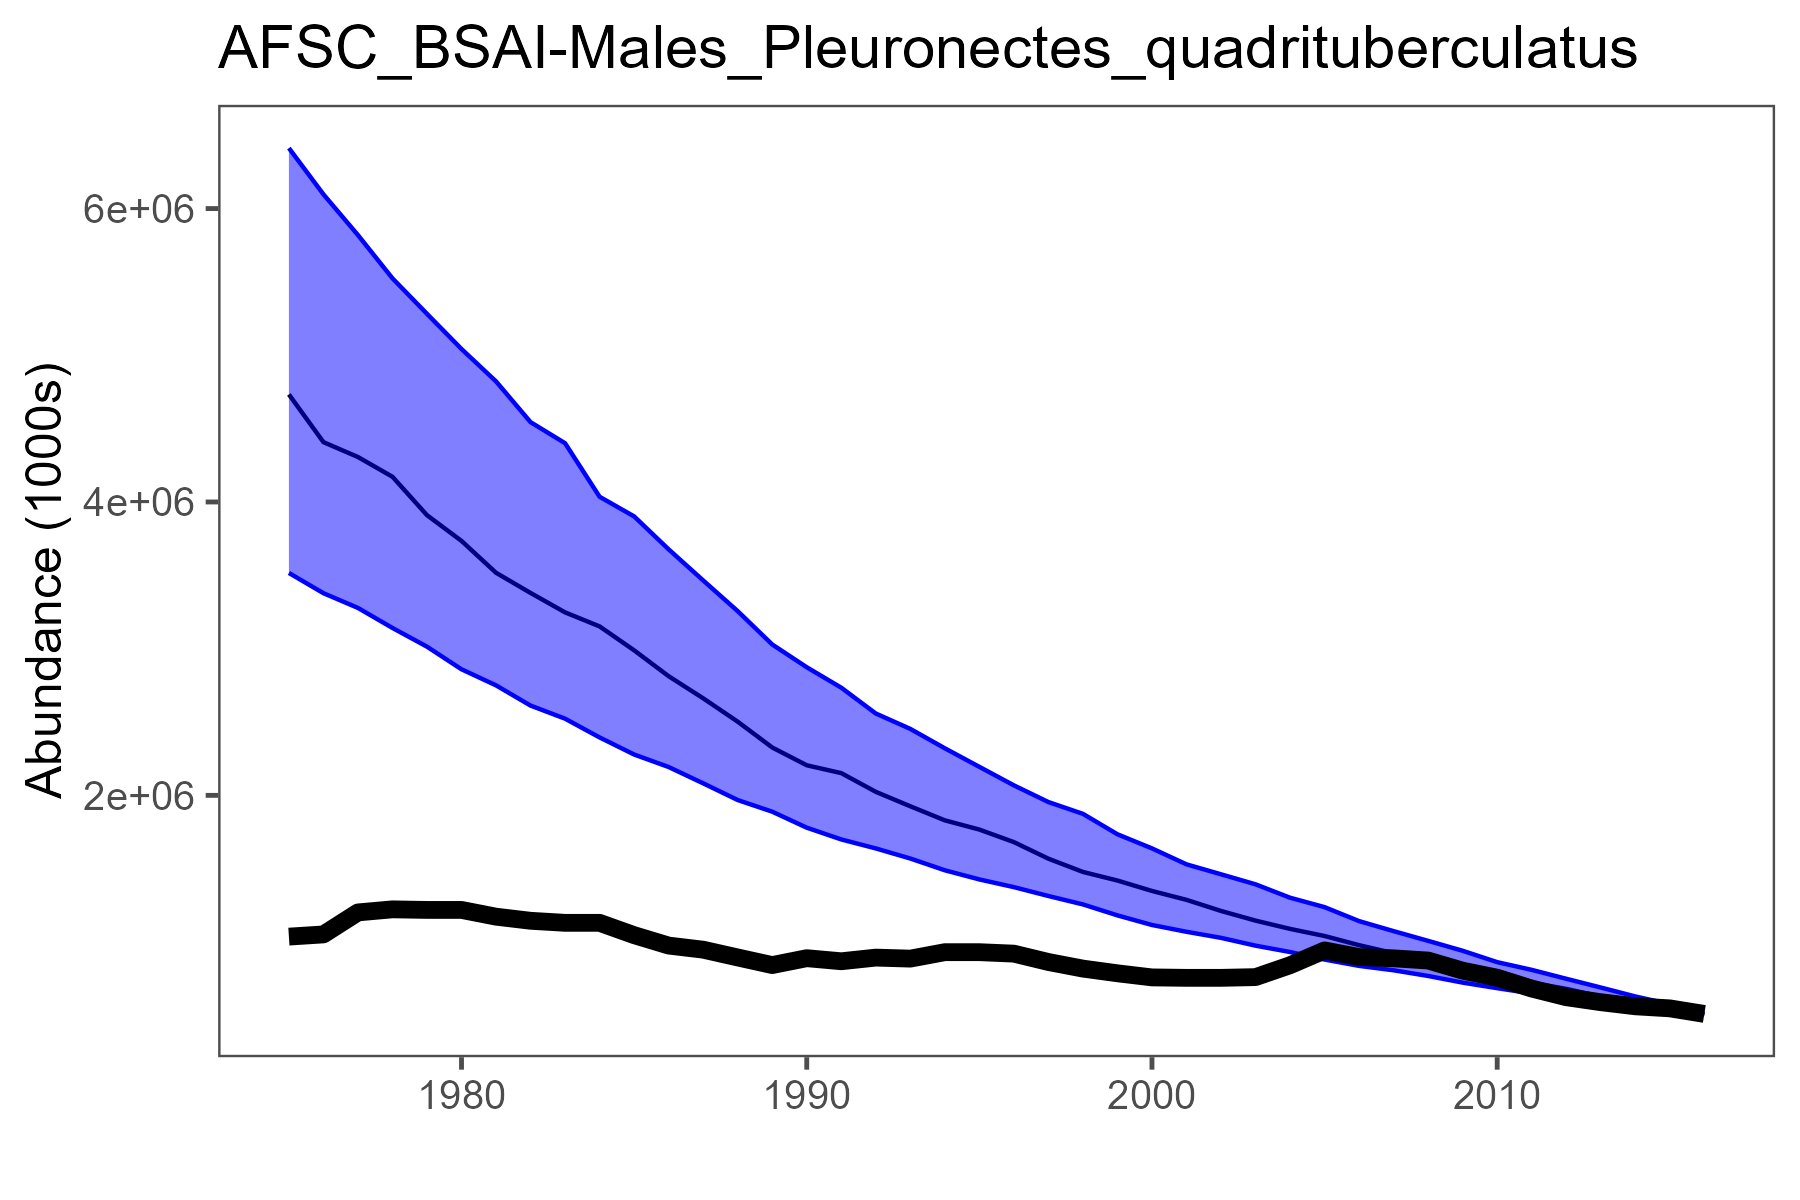 AFSC_BSAI-Males_Pleuronectes_quadrituberculatus
Abundance (1000s)
6e+06
4e+06
2e+06
1980
1990
2000
2010